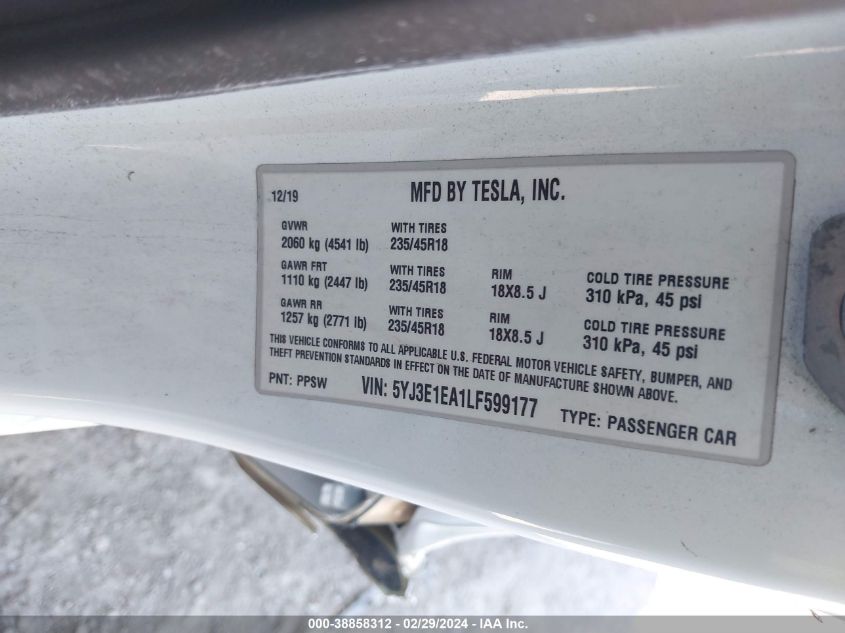 12/19
MFD BY TESLA, INC.
GVWR WITH TIRES
2060 kg (4541 lb) 235/45R18
GAWR FRT WITH TIRES RIM COLD TIRE PRESSURE
1110 kg (2447 lb) 235/45R18 18X8.5 J 310 kPa, 45 psi
GAWR RR WITH TIRES RIM COLD TIRE PRESSURE
1257 kg (2771 lb) 235/45R18 18X8.5 J 310 kPa, 45 psi
THIS VEHICLE CONFORMS TO ALL APPLICABLE U.S. FEDERAL MOTOR VEHICLE SAFETY, BUMPER, AND
THEFT PREVENTION STANDARDS IN EFFECT ON THE DATE OF MANUFACTURE SHOWN ABOVE.
PNT: PPSW VIN: 5YJ3E1EA1LF599177 TYPE: PASSENGER CAR
000-38858312 - 02/29/2024 - IAA Inc.